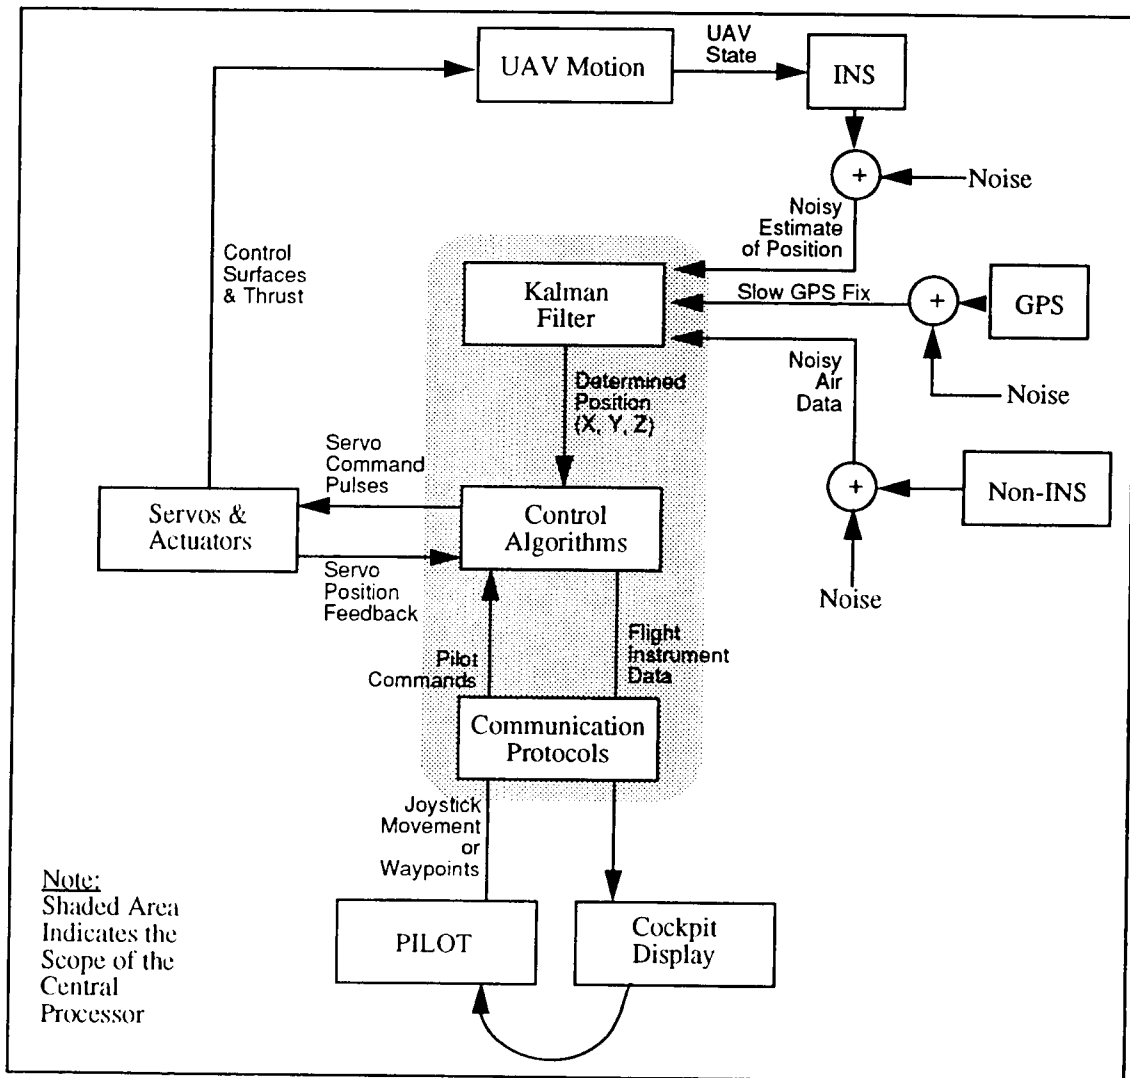 UAV Motion
UAV
State
INS
+
Noise
Noisy
Estimate
of Position
Control
Surfaces
& Thrust
Kalman
Filter
Slow GPS Fix
+
GPS
Noise
Noisy
Air
Data
Determined
Position
(X, Y, Z)
Servo
Command
Pulses
Servos &
Actuators
Control
Algorithms
+
Non-INS
Noise
Servo
Position
Feedback
Pilot
Commands
Flight
Instrument
Data
Communication
Protocols
Joystick
Movement
or
Waypoints
PILOT
Cockpit
Display
Note:
Shaded Area
Indicates the
Scope of the
Central
Processor